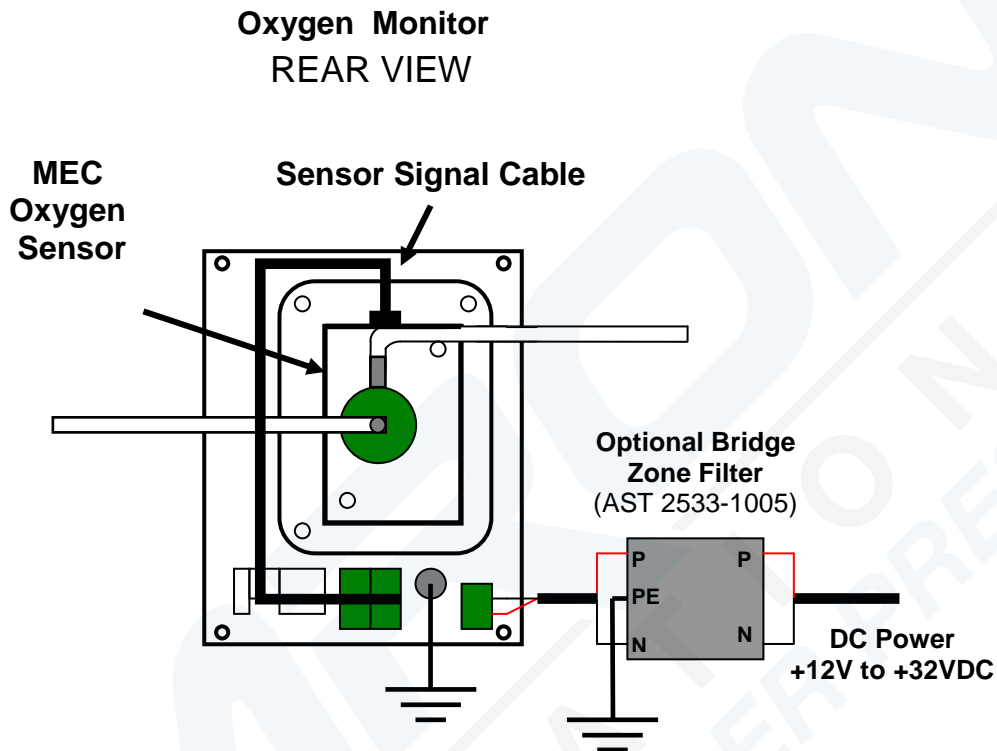 Oxygen Monitor
REAR VIEW
MEC
Oxygen
Sensor
Sensor Signal Cable
Optional Bridge
Zone Filter
(AST 2533-1005)
P
P
PE
N
N
DC Power
+12V to +32VDC